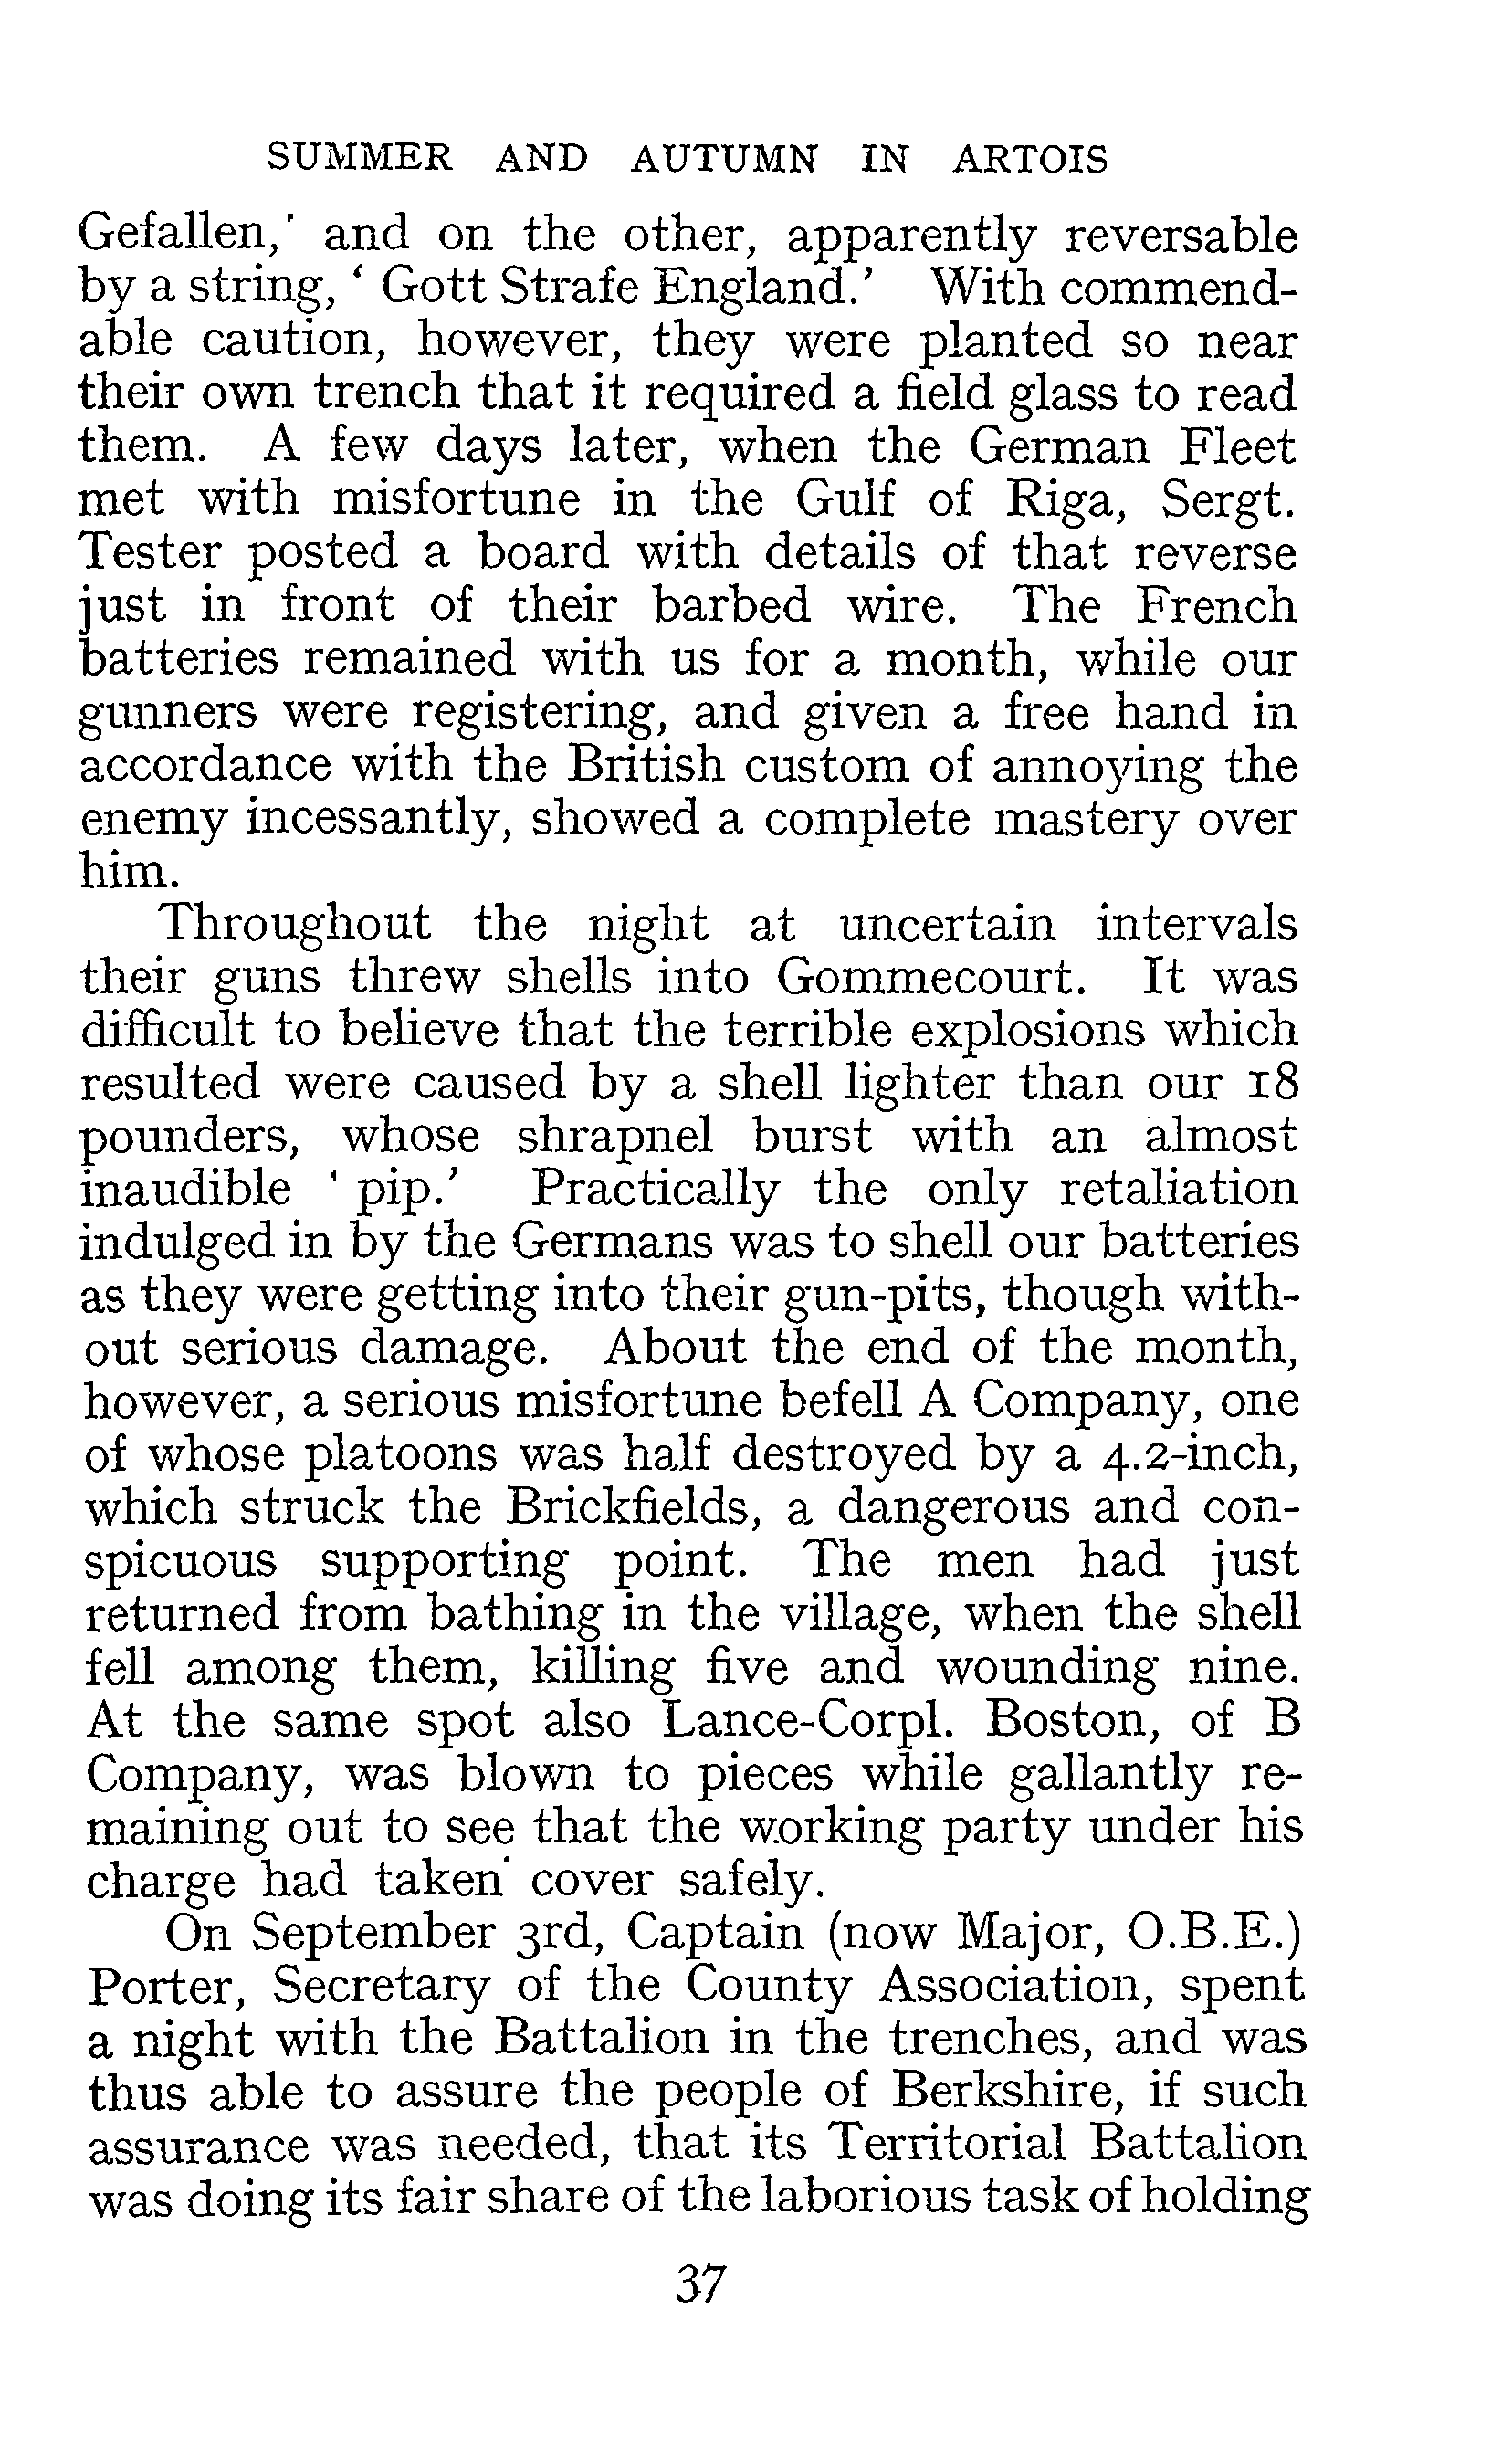 SUMMER AND AUTUMN IN ARTOIS
Gefallen,' and on the other, apparently reversable
by a string, ‘ Gott Strafe England.’ With commend-
able caution, however, they were planted so near
their own trench that it required a field glass to read
them. A few days later, when the German Fleet
met with misfortune in the Gulf of Riga, Sergt.
Tester posted a board with details of that reverse
just in front of their barbed wire. The French
batteries remained with us for a month, while our
gunners were registering, and given a free hand in
accordance with the British custom of annoying the
enemy incessantly, showed a complete mastery over
him.
Throughout the night at uncertain intervals
their guns threw shells into Gommecourt. It was
difficult to believe that the terrible explosions which
resulted were caused by a shell lighter than our 18
pounders, whose shrapnel burst with an almost
inaudible ‘ pip.’ Practically the only retaliation
indulged in by the Germans was to shell our batteries
as they were getting into their gun-pits, though with-
out serious damage. About the end of the month,
however, a serious misfortune befell A Company, one
of whose platoons was half destroyed by a 4.2-inch,
which struck the Brickfields, a dangerous and con-
spicuous supporting point. The men had just
returned from bathing in the village, when the shell
fell among them, killing five and wounding nine.
At the same spot also Lance-Corpl. Boston, of B
Company, was blown to pieces while gallantly re-
maining out to see that the working party under his
charge had taken cover safely.
On September 3rd, Captain (now Major, O.B.E.)
Porter, Secretary of the County Association, spent
a night with the Battalion in the trenches, and was
thus able to assure the people of Berkshire, if such
assurance was needed, that its Territorial Battalion
was doing its fair share of the laborious task of holding
37